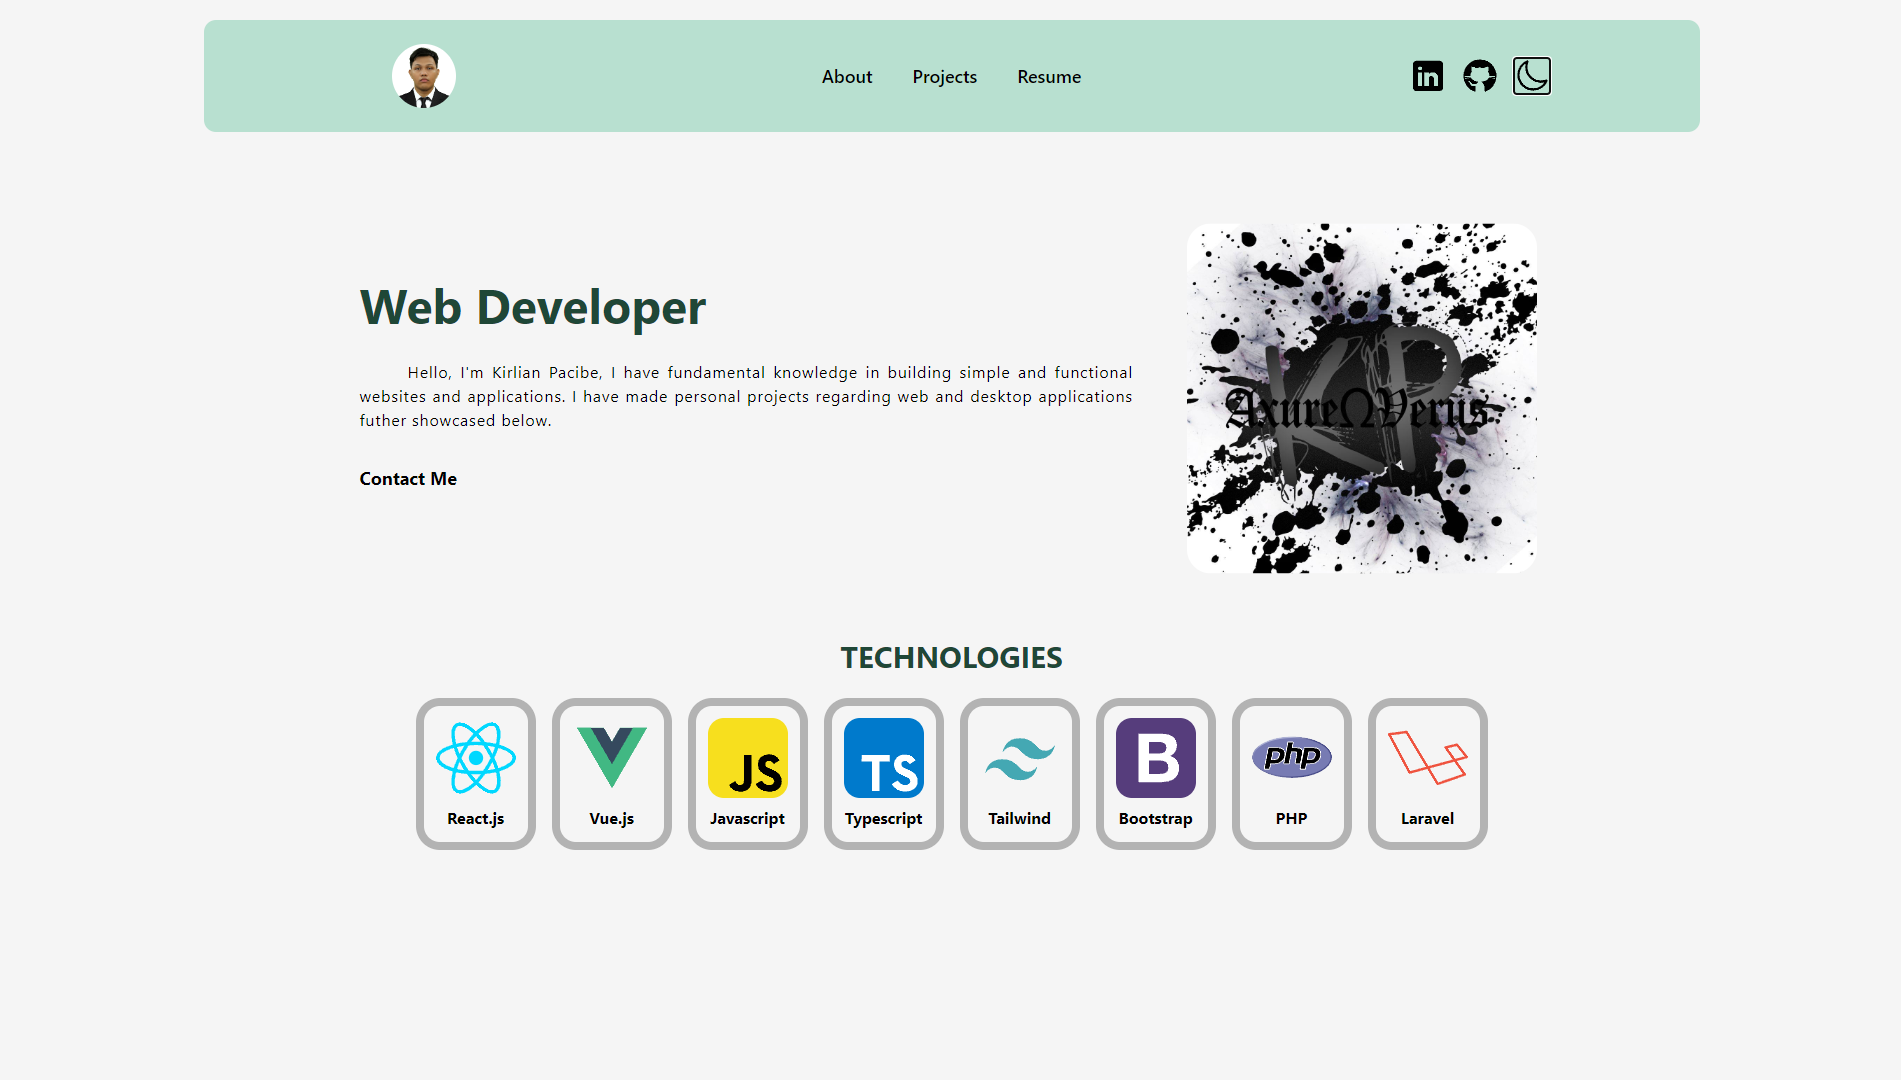 About Projects Resume
in
Web Developer
Hello, I'm Kirlian Pacibe, I have fundamental knowledge in building simple and functional
websites and applications. I have made personal projects regarding web and desktop applications
futher showcased below.
Contact Me
KP
AxureΩVerus
TECHNOLOGIES
JS
TS
B
php
React.js
Vue.js
Javascript
Typescript
Tailwind
Bootstrap
PHP
Laravel